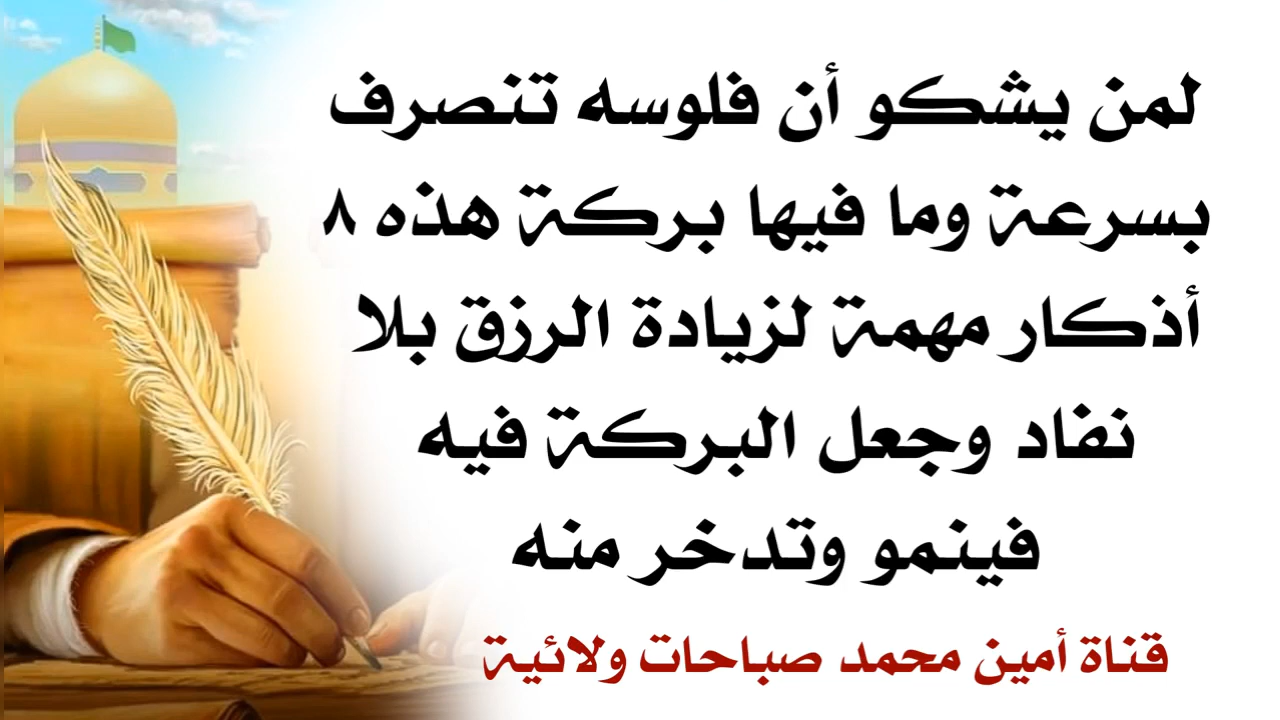 لمن يشكو أن فلوسه تنصرف
بسرعة وما فيها بركة هذه ٨
أذكار مهمة لزيادة الرزق بلا
نفاد وجعل البركة فيه
فينمو وتدخر منه
قناة أمين محمد صباحات ولائية